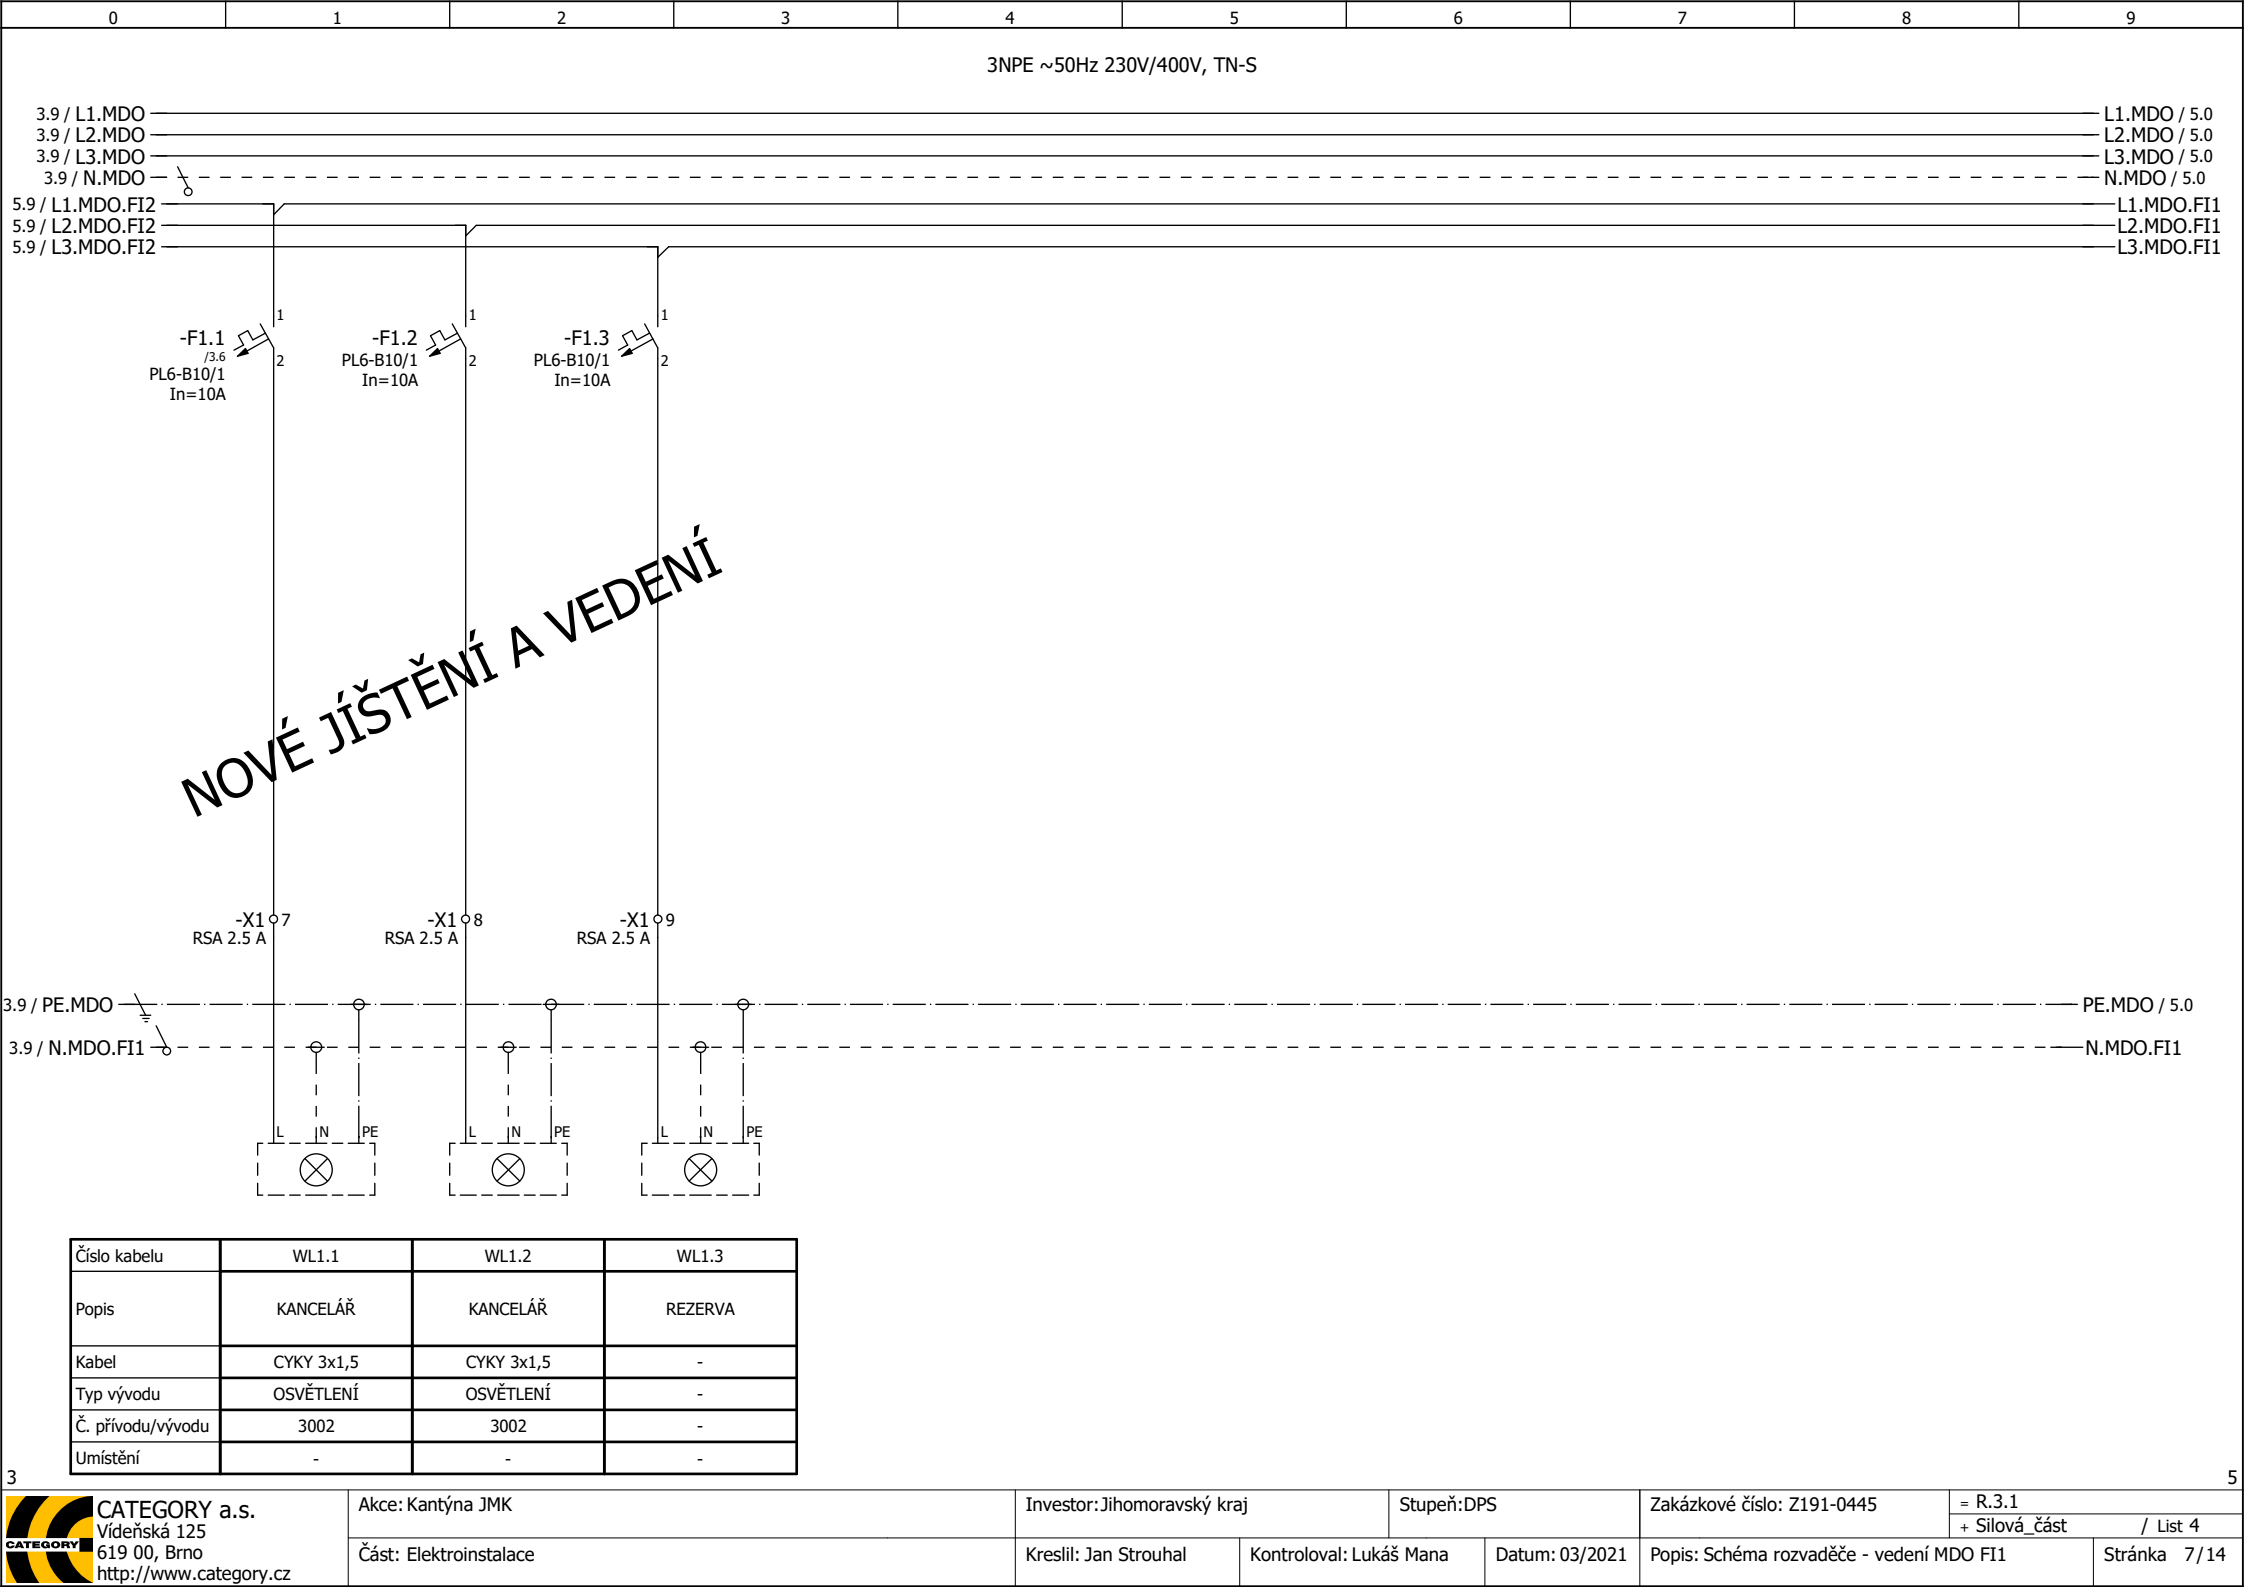 0 1 2 3 4 5 6 7 8 9
3NPE ~50Hz 230V/400V, TN-S
3.9 / L1.MDO L1.MDO / 5.0
3.9 / L2.MDO L2.MDO / 5.0
3.9 / L3.MDO L3.MDO / 5.0
3.9 / N.MDO N.MDO / 5.0
5.9 / L1.MDO.FI2 L1.MDO.FI1
5.9 / L2.MDO.FI2 L2.MDO.FI1
5.9 / L3.MDO.FI2 L3.MDO.FI1
1 1 1
-F1.1 -F1.2 -F1.3
/3.6
2 2 2
PL6-B10/1 PL6-B10/1 PL6-B10/1
In=10A In=10A In=10A
NOVÉ JÍŠTĚNÍ A VEDENÍ
-X1 7 -X1 8 -X1 9
RSA 2.5 A RSA 2.5 A RSA 2.5 A
3.9 / PE.MDO PE.MDO / 5.0
3.9 / N.MDO.FI1 N.MDO.FI1
L N PE L N PE L N PE
Číslo kabelu WL1.1 WL1.2 WL1.3
Popis KANCELÁŘ KANCELÁŘ REZERVA
Kabel CYKY 3x1,5 CYKY 3x1,5 -
Typ vývodu OSVĚTLENÍ OSVĚTLENÍ -
Č. přívodu/vývodu 3002 3002 -
Umístění - - -
3 5
CATEGORY
CATEGORY a.s.
Vídeňská 125
619 00, Brno
http://www.category.cz
Akce: Kantýna JMK Investor: Jihomoravský kraj Stupeň: DPS Zakázkové číslo: Z191-0445 = R.3.1
+ Silová_část / List 4
Část: Elektroinstalace Kreslil: Jan Strouhal Kontroloval: Lukáš Mana Datum: 03/2021 Popis: Schéma rozvaděče - vedení MDO FI1 Stránka 7/14